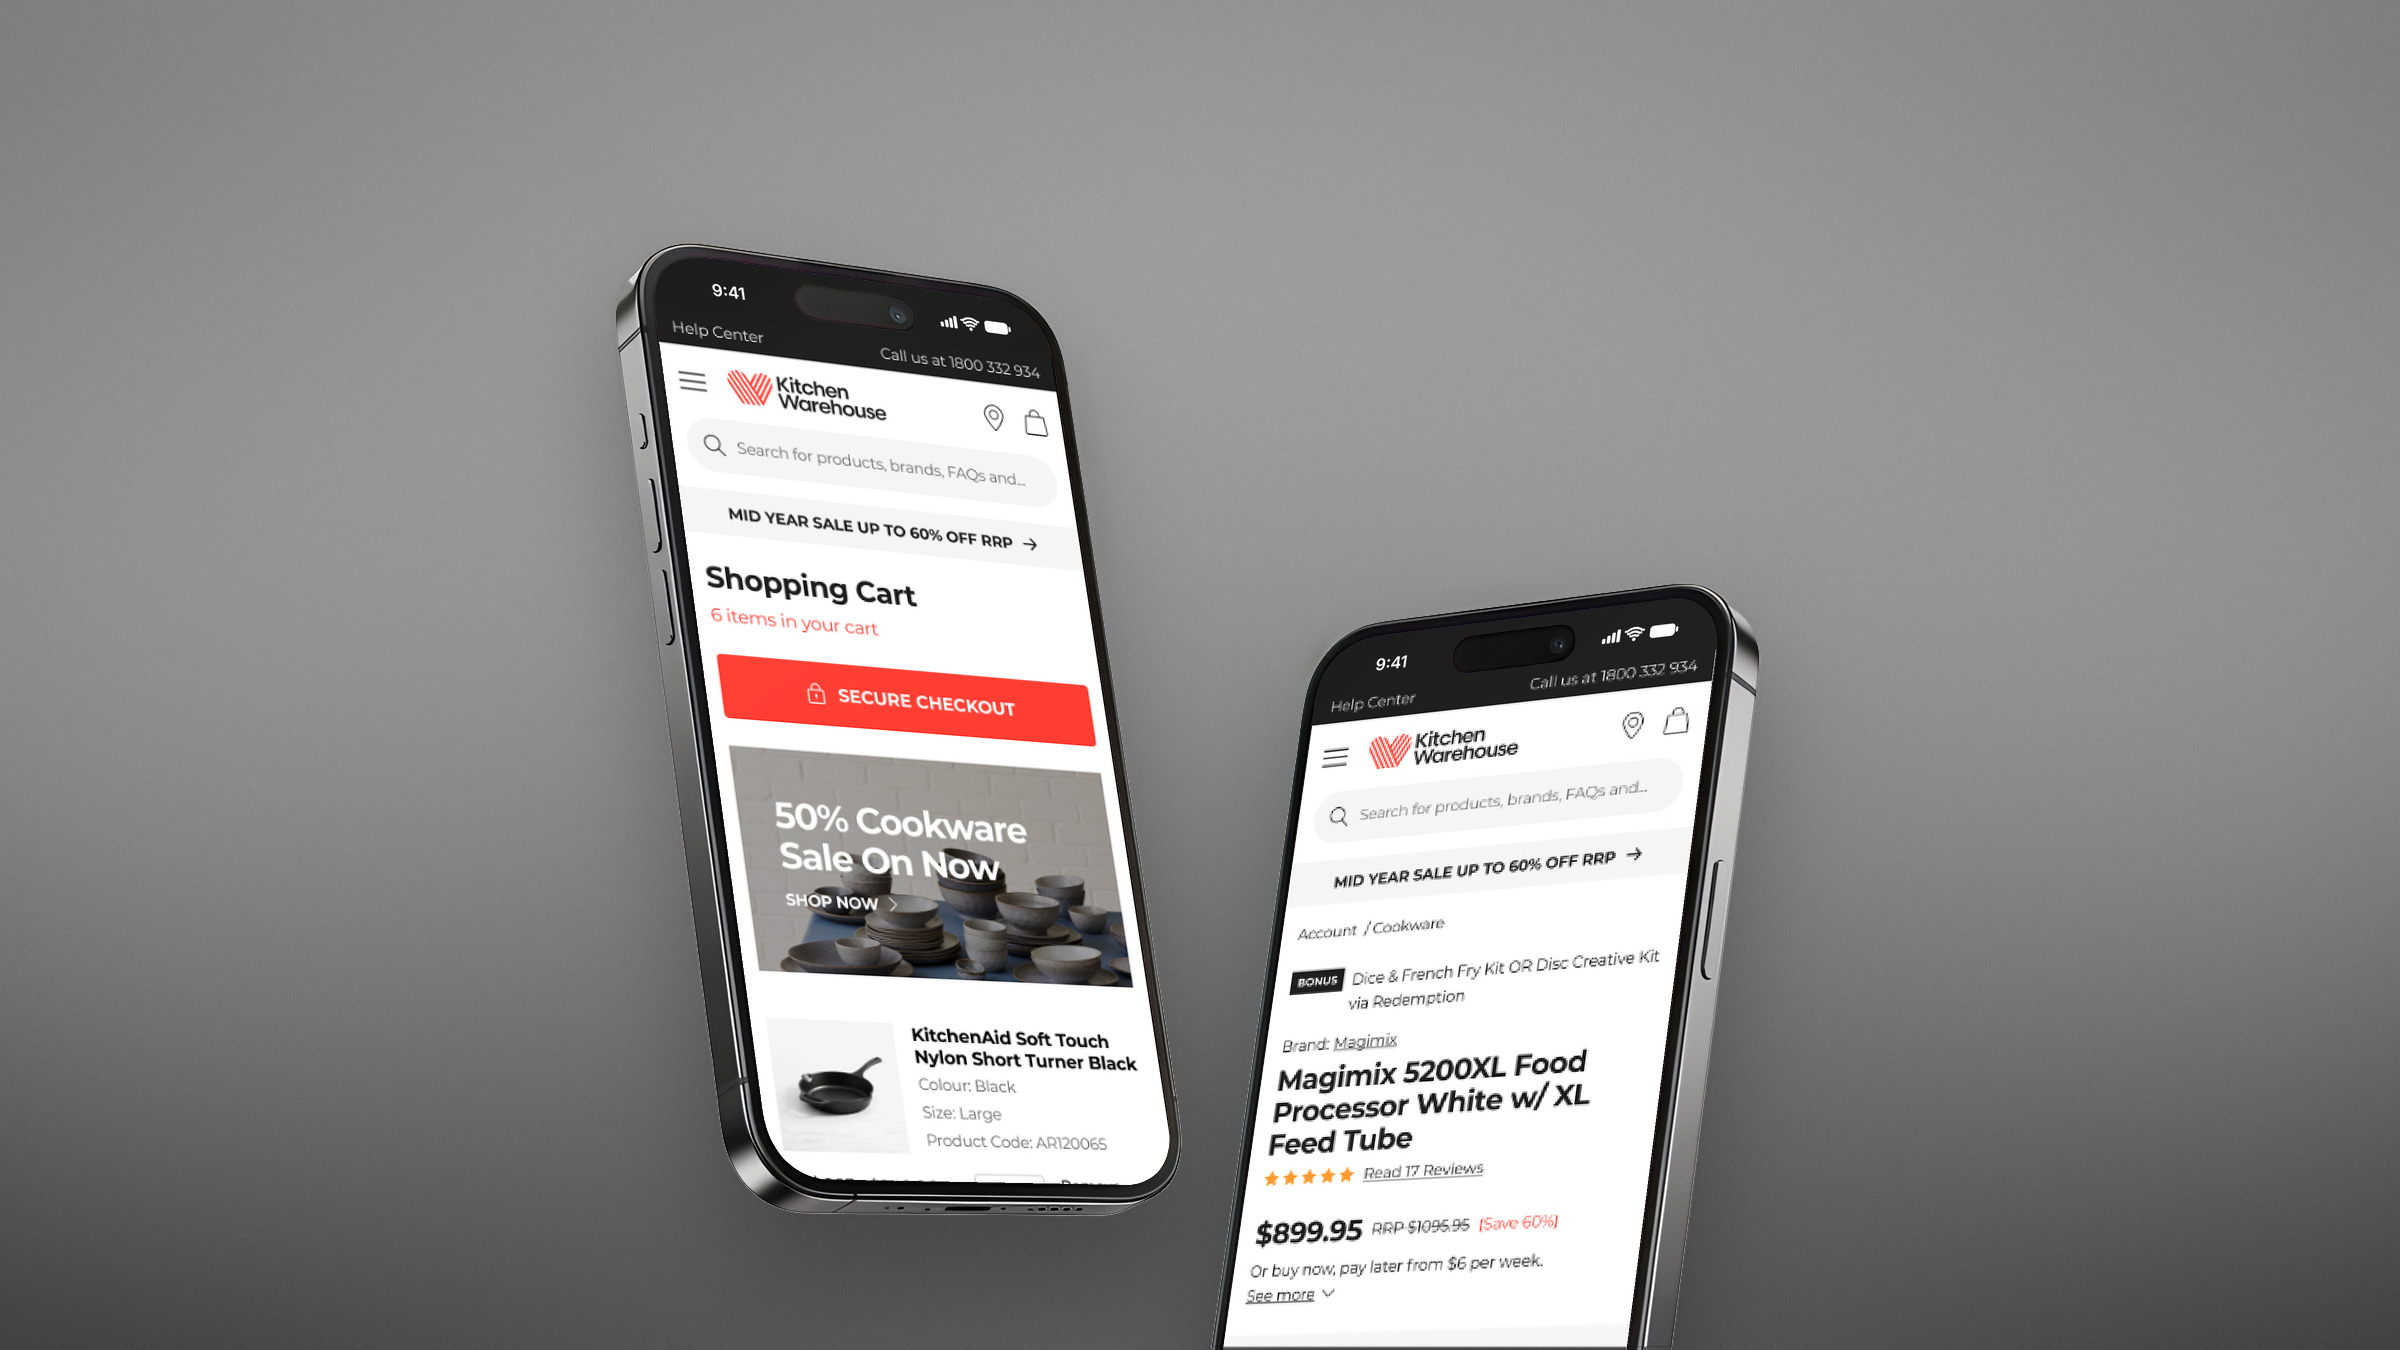 9:41
Help Center
Call us at 1800 332 934
Kitchen
Warehouse
Search for products, brands, FAQs and...
MID YEAR SALE UP TO 60% OFF RRP →
Shopping Cart
6 items in your cart
SECURE CHECKOUT
50% Cookware
Sale On Now
SHOP NOW >
KitchenAid Soft Touch
Nylon Short Turner Black
Colour: Black
Size: Large
Product Code: AR120065
9:41
Help Center
Call us at 1800 332 934
Kitchen
Warehouse
Search for products, brands, FAQs and...
MID YEAR SALE UP TO 60% OFF RRP →
Account / Cookware
BONUS Dice & French Fry Kit OR Disc Creative Kit
via Redemption
Brand: Magimix
Magimix 5200XL Food
Processor White w/ XL
Feed Tube
Read 17 Reviews
$899.95 RRP $1095.95 (Save 60%)
Or buy now, pay later from $6 per week.
See more